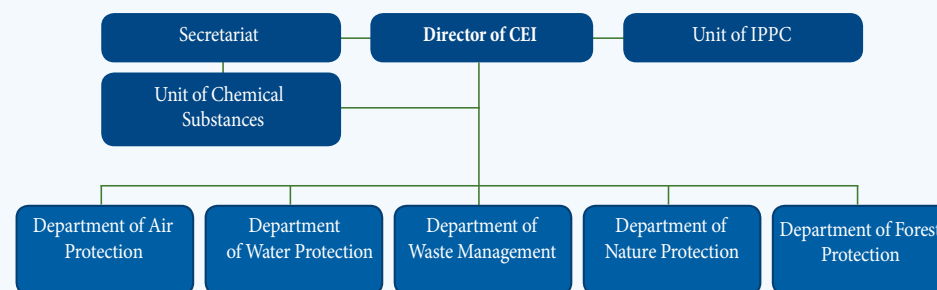 Secretariat
Director of CEI
Unit of IPPC
Unit of Chemical
Substances
Department of Air
Protection
Department
of Water Protection
Department of
Waste Management
Department of
Nature Protection
Department of Forest
Protection